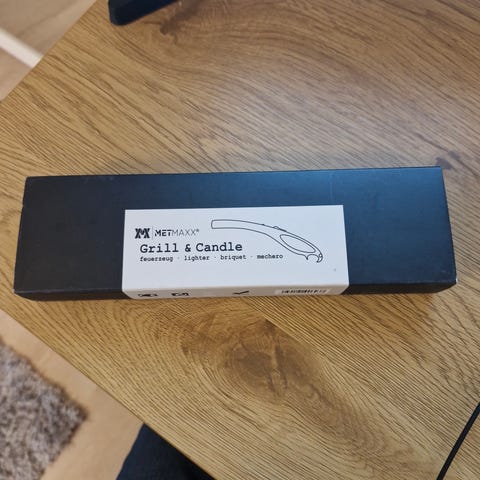 METMAXX®
Grill & Candle
feuerzeug · lighter · briquet · mechero